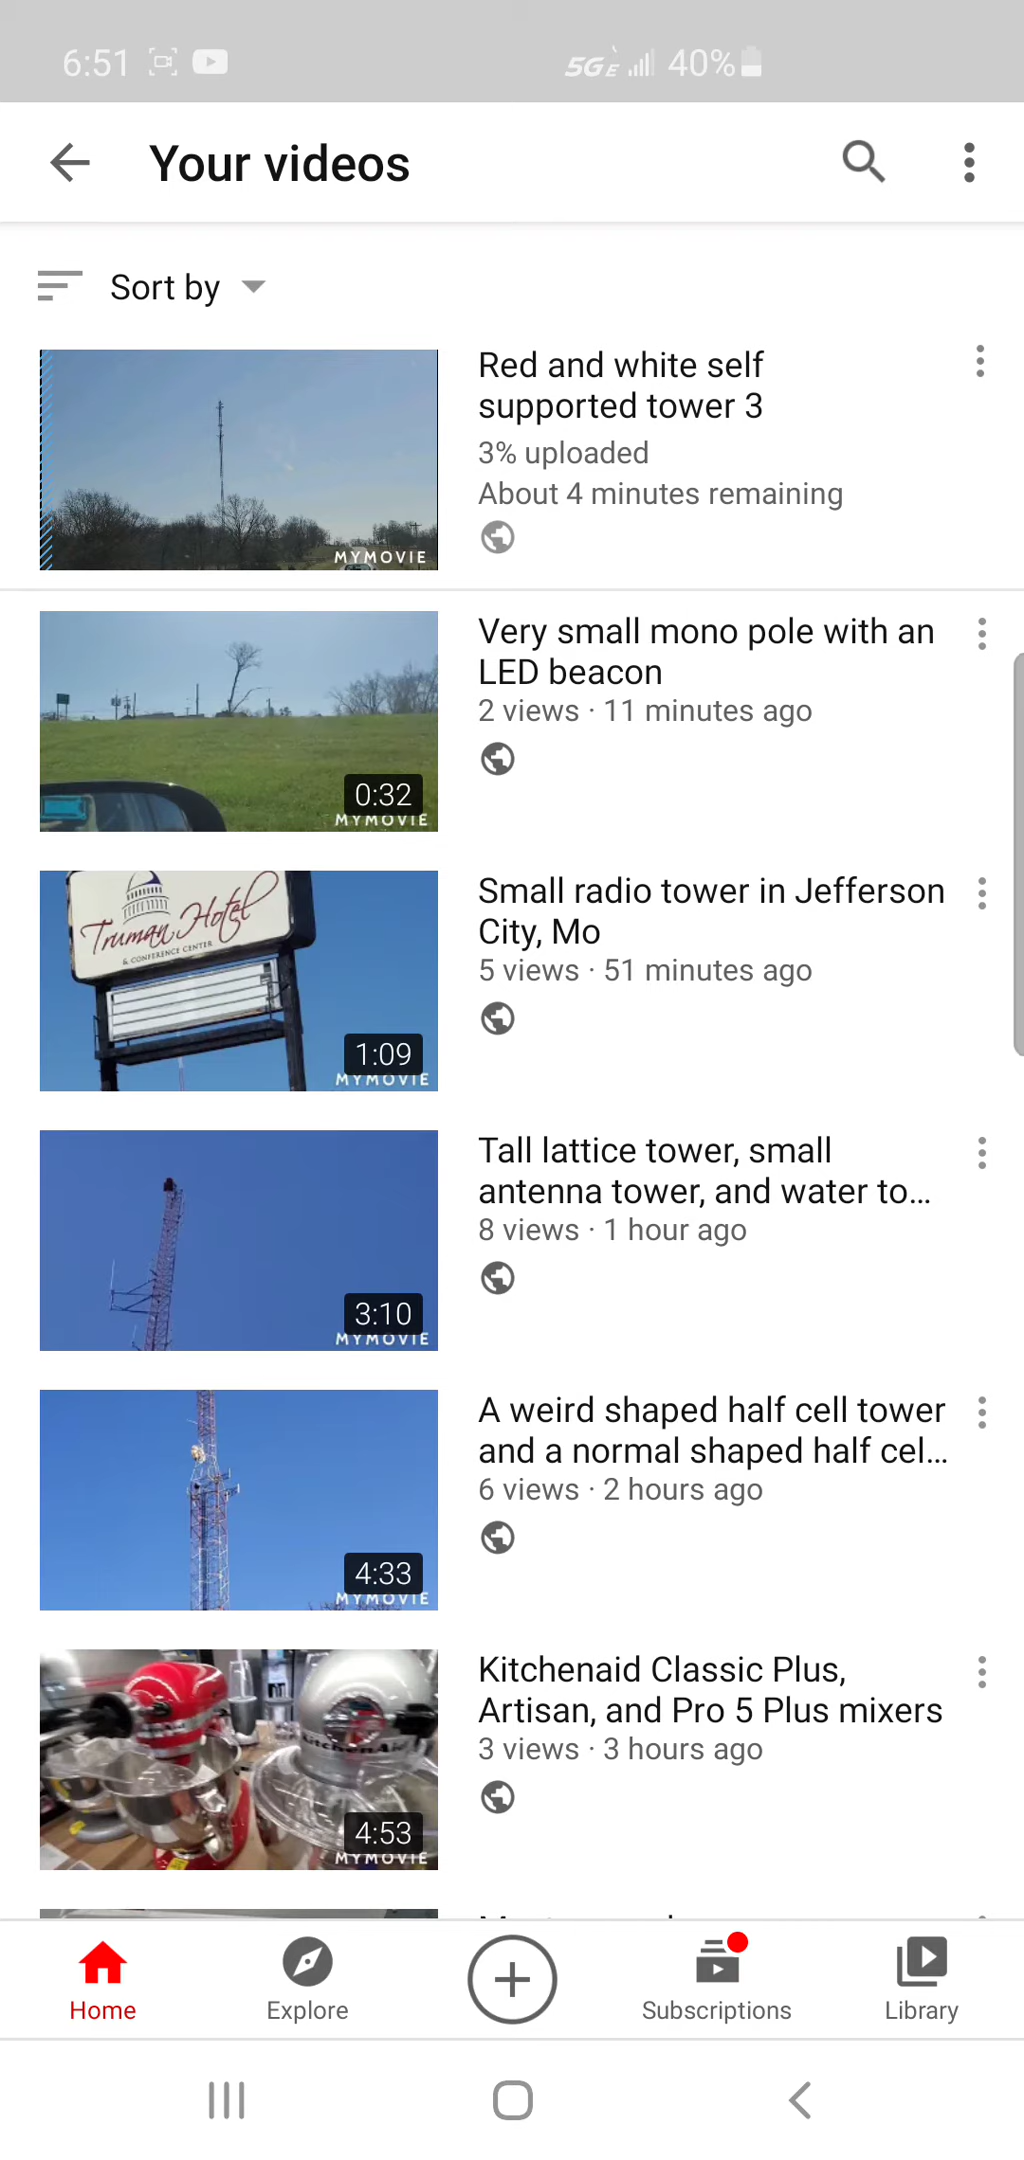 6:51
5G E 40%
Your videos
Sort by
Red and white self
supported tower 3
3% uploaded
About 4 minutes remaining
MYMOVIE
Very small mono pole with an
LED beacon
2 views · 11 minutes ago
0:32
MYMOVIE
Truman Hotel
& CONFERENCE CENTER
Small radio tower in Jefferson
City, Mo
5 views · 51 minutes ago
1:09
MYMOVIE
Tall lattice tower, small
antenna tower, and water to...
8 views · 1 hour ago
3:10
MYMOVIE
A weird shaped half cell tower
and a normal shaped half cel...
6 views · 2 hours ago
4:33
MYMOVIE
Kitchenaid Classic Plus,
Artisan, and Pro 5 Plus mixers
3 views · 3 hours ago
4:53
MYMOVIE
Home
Explore
Subscriptions
Library